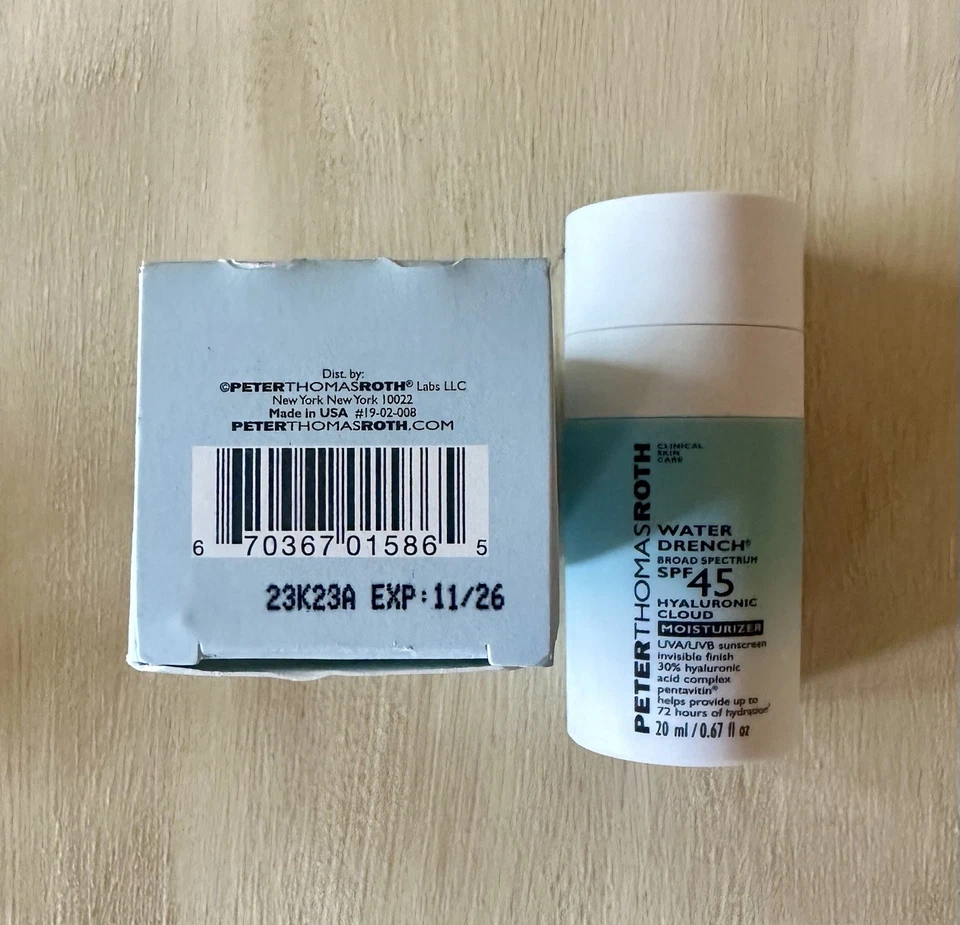 Dist. by:
©PETERTHOMASROTH® Labs LLC
New York New York 10022
Made in USA #19-02-008
PETERTHOMASROTH.COM
6 70367 01586 5
23K23A EXP:11/26
PETERTHOMASROTH
CLINICAL
SKIN
CARE
WATER
DRENCH®
BROAD SPECTRUM
SPF 45
HYALURONIC
CLOUD
MOISTURIZER
UVA/UVB sunscreen
invisible finish
30% hyaluronic
acid complex
pentavitin®
helps provide up to
72 hours of hydration
20 ml / 0.67 fl oz